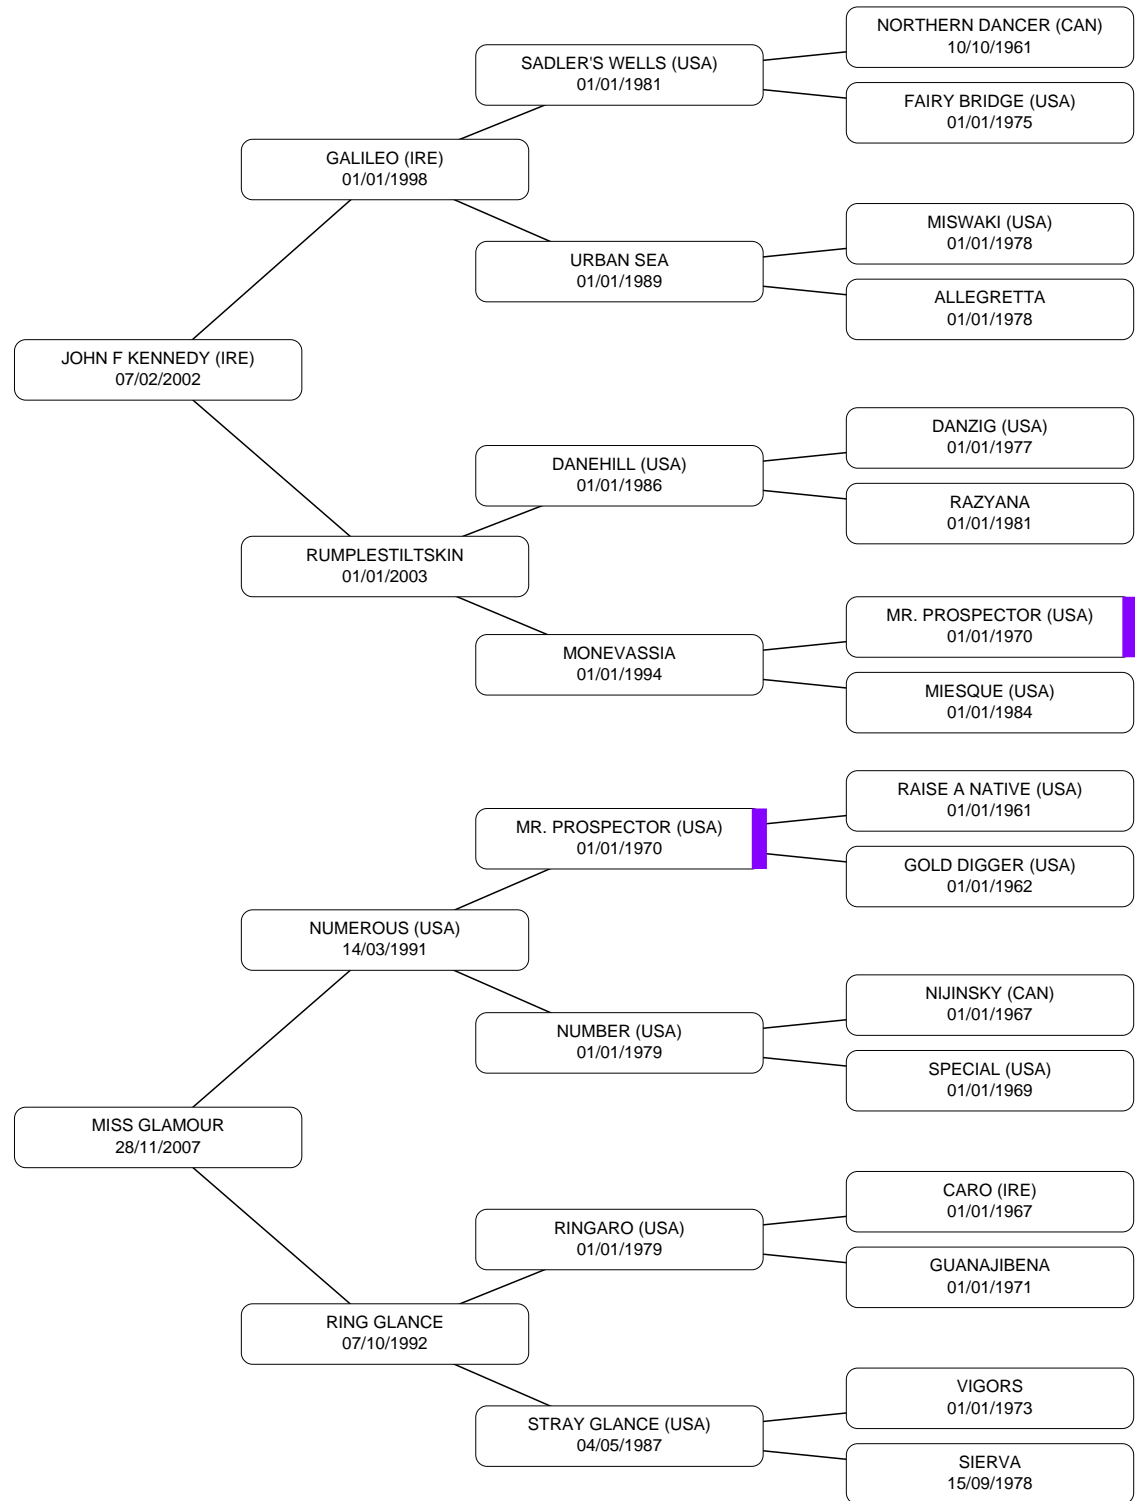 NORTHERN DANCER (CAN)
10/10/1961
SADLER'S WELLS (USA)
01/01/1981
FAIRY BRIDGE (USA)
01/01/1975
GALILEO (IRE)
01/01/1998
MISWAKI (USA)
01/01/1978
URBAN SEA
01/01/1989
ALLEGRETTA
01/01/1978
JOHN F KENNEDY (IRE)
07/02/2002
DANZIG (USA)
01/01/1977
DANEHILL (USA)
01/01/1986
RAZYANA
01/01/1981
RUMPLESTILTSKIN
01/01/2003
MR. PROSPECTOR (USA)
01/01/1970
MONEVASSIA
01/01/1994
MIESQUE (USA)
01/01/1984
RAISE A NATIVE (USA)
01/01/1961
MR. PROSPECTOR (USA)
01/01/1970
GOLD DIGGER (USA)
01/01/1962
NUMEROUS (USA)
14/03/1991
NIJINSKY (CAN)
01/01/1967
NUMBER (USA)
01/01/1979
SPECIAL (USA)
01/01/1969
MISS GLAMOUR
28/11/2007
CARO (IRE)
01/01/1967
RINGARO (USA)
01/01/1979
GUANAJIBENA
01/01/1971
RING GLANCE
07/10/1992
VIGORS
01/01/1973
STRAY GLANCE (USA)
04/05/1987
SIERVA
15/09/1978